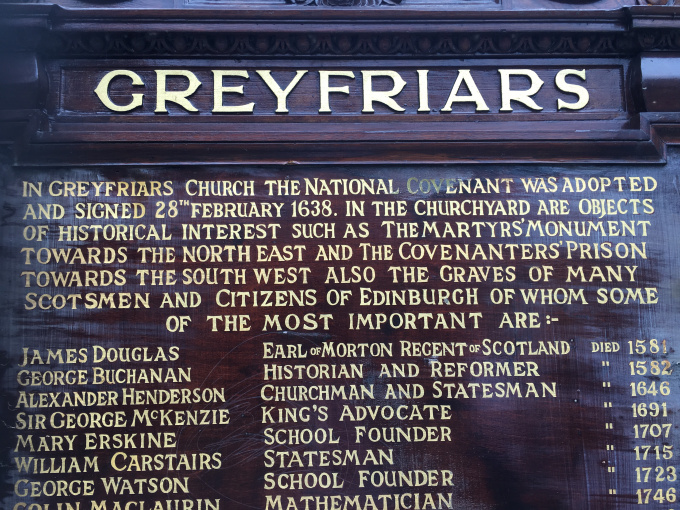 GREYFRIARS
IN GREYFRIARS CHURCH THE NATIONAL COVENANT WAS ADOPTED
AND SIGNED 28TH FEBRUARY 1638. IN THE CHURCHYARD ARE OBJECTS
OF HISTORICAL INTEREST SUCH AS THE MARTYRS' MONUMENT
TOWARDS THE NORTH EAST AND THE COVENANTERS' PRISON
TOWARDS THE SOUTH WEST ALSO THE GRAVES OF MANY
SCOTSMEN AND CITIZENS OF EDINBURGH OF WHOM SOME
OF THE MOST IMPORTANT ARE:-
JAMES DOUGLAS EARL OF MORTON REGENT OF SCOTLAND DIED 1581
GEORGE BUCHANAN HISTORIAN AND REFORMER " 1582
ALEXANDER HENDERSON CHURCHMAN AND STATESMAN " 1646
SIR GEORGE MCKENZIE KING'S ADVOCATE " 1691
MARY ERSKINE SCHOOL FOUNDER " 1707
WILLIAM CARSTAIRS STATESMAN " 1715
GEORGE WATSON SCHOOL FOUNDER " 1723
COLIN MACLAURIN MATHEMATICIAN " 1746